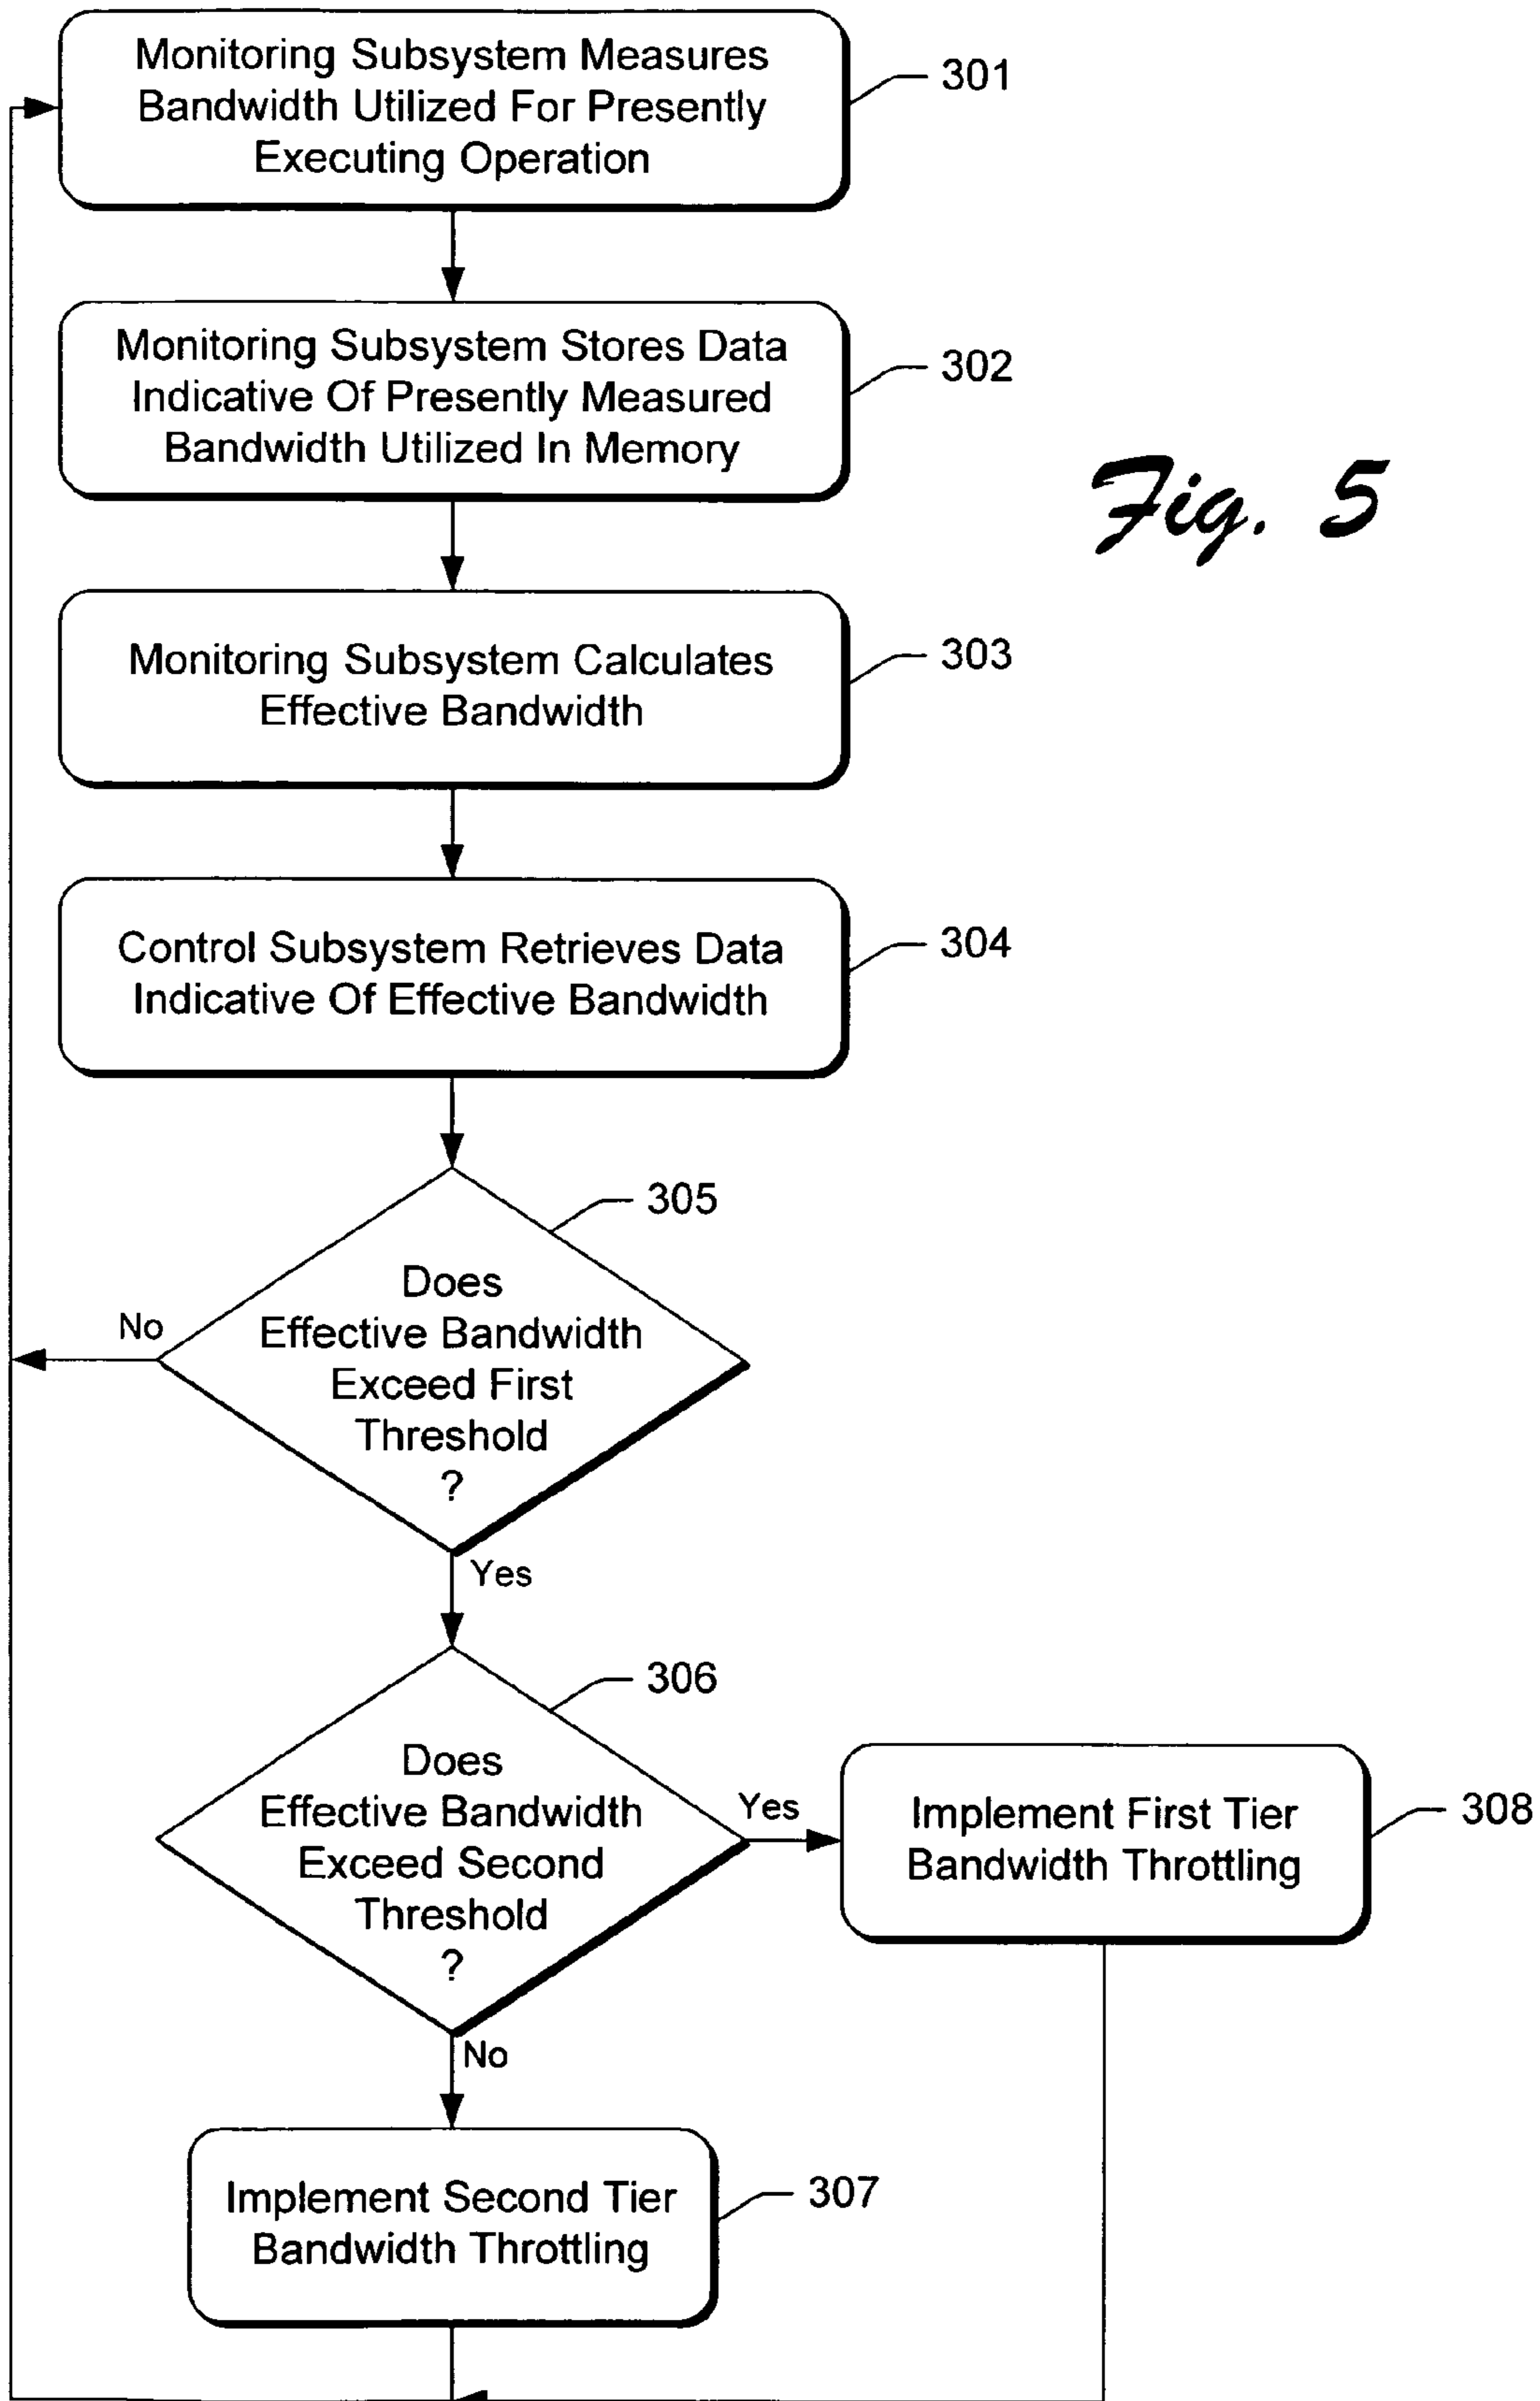 Monitoring Subsystem Measures
Bandwidth Utilized For Presently
Executing Operation
301
Monitoring Subsystem Stores Data
Indicative Of Presently Measured
Bandwidth Utilized In Memory
302
Fig. 5
Monitoring Subsystem Calculates
Effective Bandwidth
303
Control Subsystem Retrieves Data
Indicative Of Effective Bandwidth
304
305
Does
Effective Bandwidth
Exceed First
Threshold
?
No
Yes
306
Does
Effective Bandwidth
Exceed Second
Threshold
?
Yes
Implement First Tier
Bandwidth Throttling
308
No
Implement Second Tier
Bandwidth Throttling
307